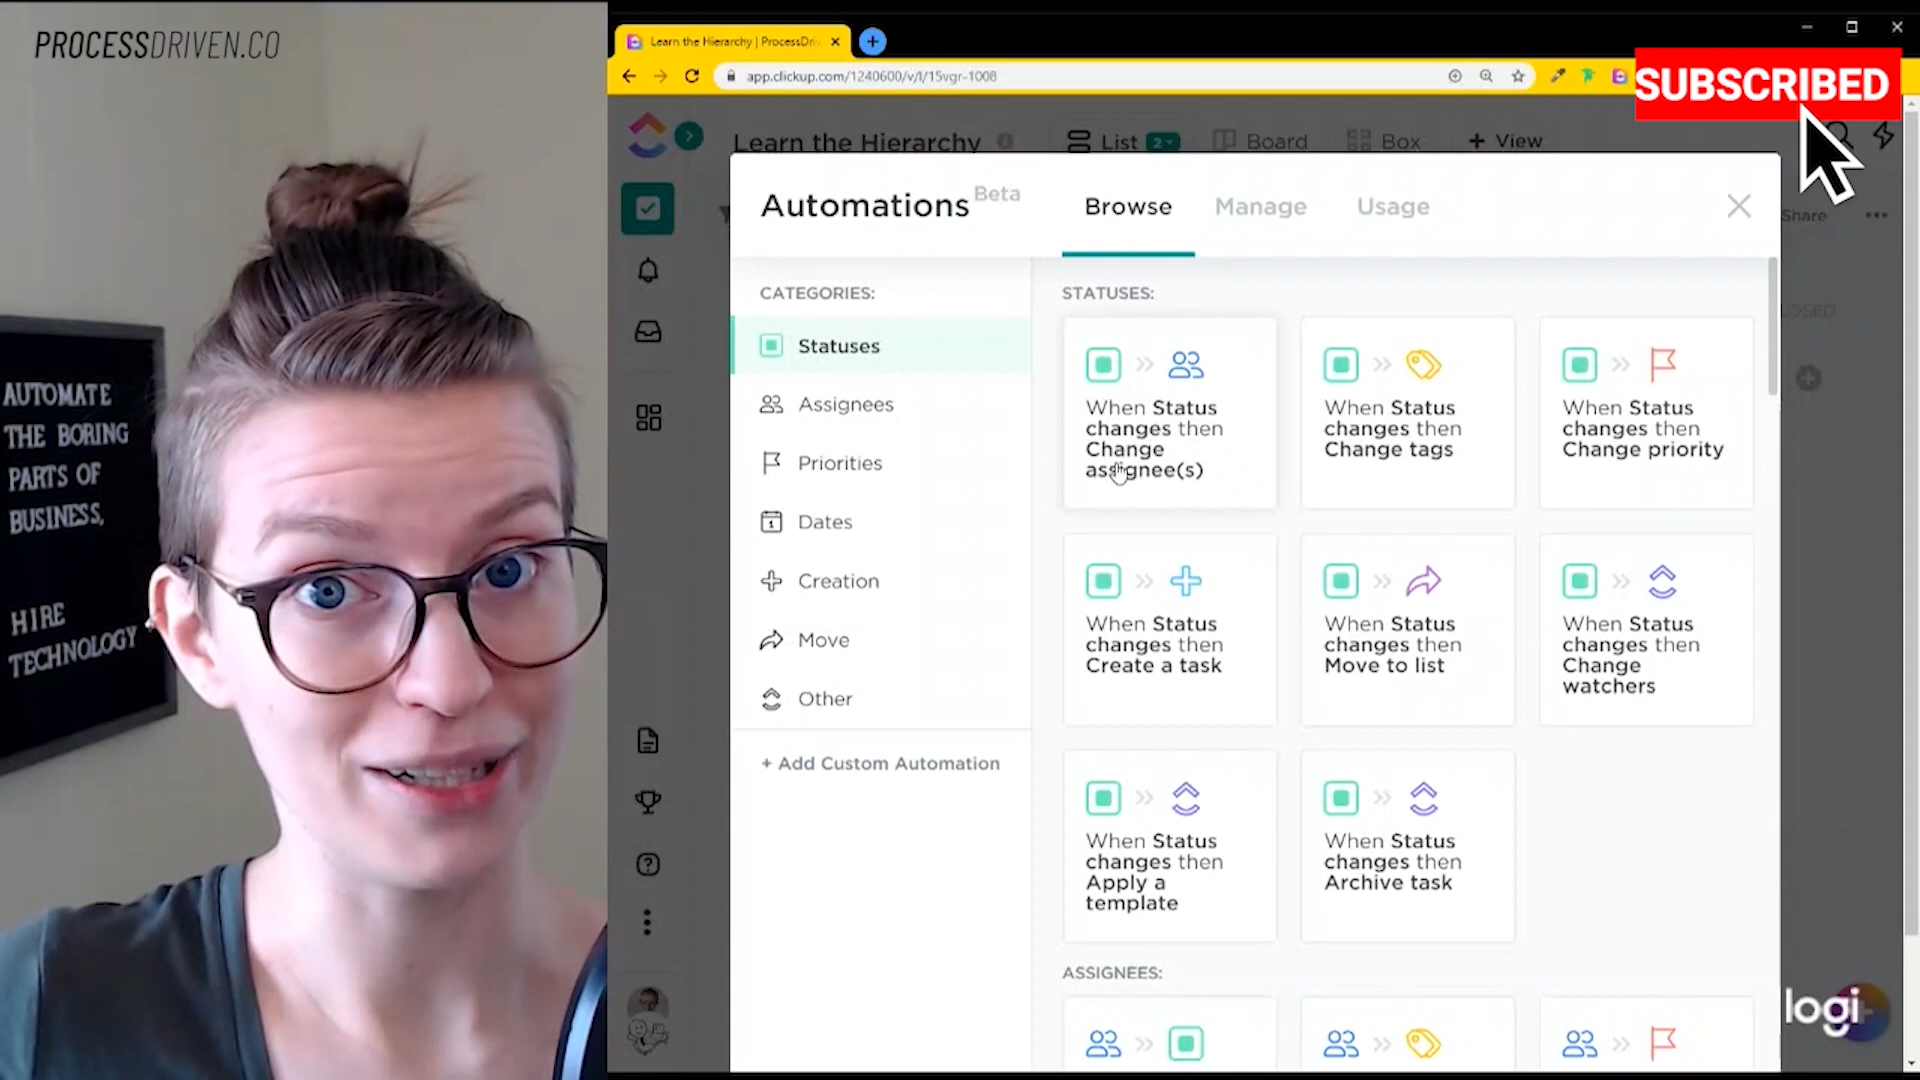 PROCESSDRIVEN.CO
AUTOMATE
THE BORING
PARTS OF
BUSINESS,
HIRE
TECHNOLOGY
Learn the Hierarchy | ProcessDri
app.clickup.com/1240600/v/l/15vgr-1008
SUBSCRIBED
Learn the Hierarchy
List
2
Board
Box
+ View
Share
Automations Beta
Browse
Manage
Usage
CLOSED
CATEGORIES:
Statuses
Assignees
Priorities
Dates
Creation
Move
Other
+ Add Custom Automation
STATUSES:
When Status
changes then
Change
assignee(s)
When Status
changes then
Change tags
When Status
changes then
Change priority
When Status
changes then
Create a task
When Status
changes then
Move to list
When Status
changes then
Change
watchers
When Status
changes then
Apply a
template
When Status
changes then
Archive task
ASSIGNEES:
logi